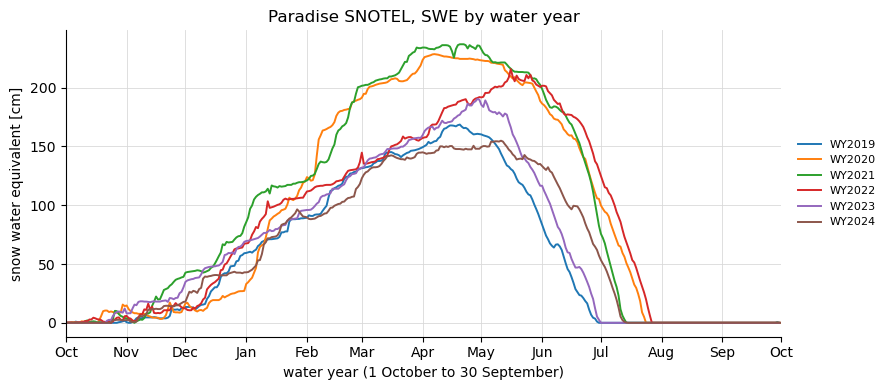 Paradise SNOTEL, SWE by water year
snow water equivalent [cm]
200
150
100
50
0
Oct Nov Dec Jan Feb Mar Apr May Jun Jul Aug Sep Oct
water year (1 October to 30 September)
WY2019
WY2020
WY2021
WY2022
WY2023
WY2024